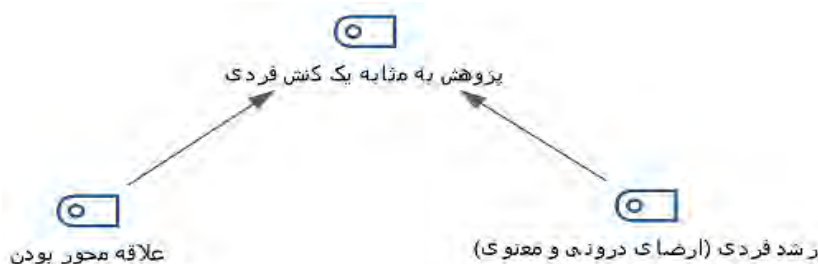 پژوهش به مثابه یک کنش فردی
رشد فردی (ارضای درونی و معنوی)
علاقه محور بودن